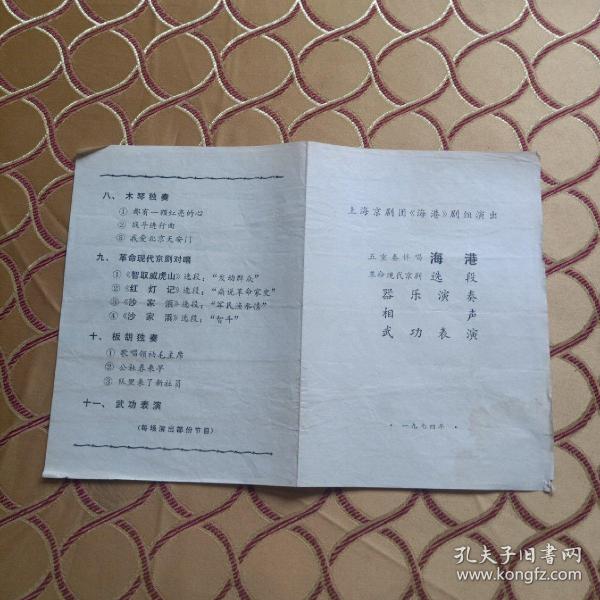 八、木琴独奏
① 都有一颗红亮的心
② 战斗进行曲
③ 我爱北京天安门
九、革命现代京剧对唱
①《智取威虎山》选段：“发动群众”
②《红灯记》选段：“痛说革命家史”
③《沙家浜》选段：“军民鱼水情”
④《沙家浜》选段：“智斗”
十、板胡独奏
① 歌唱领袖毛主席
② 公社春来早
③ 队里来了新社员
十一、武功表演
（每场演出部份节目）
上海京剧团《海港》剧组演出
五重奏伴唱 海港
革命现代京剧 选段
器乐演奏
相声
武功表演
·一九七四年·
孔夫子旧书网
www.kongfz.com